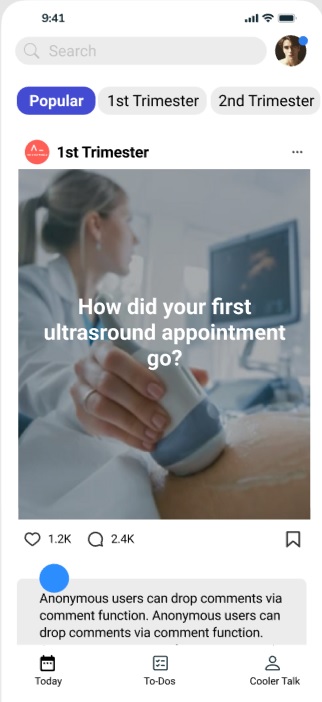 9:41
Search
Popular
1st Trimester
2nd Trimester
1st Trimester
How did your first
ultrasround appointment
go?
1.2K
2.4K
Anonymous users can drop comments via
comment function. Anonymous users can
drop comments via comment function.
Today
To-Dos
Cooler Talk